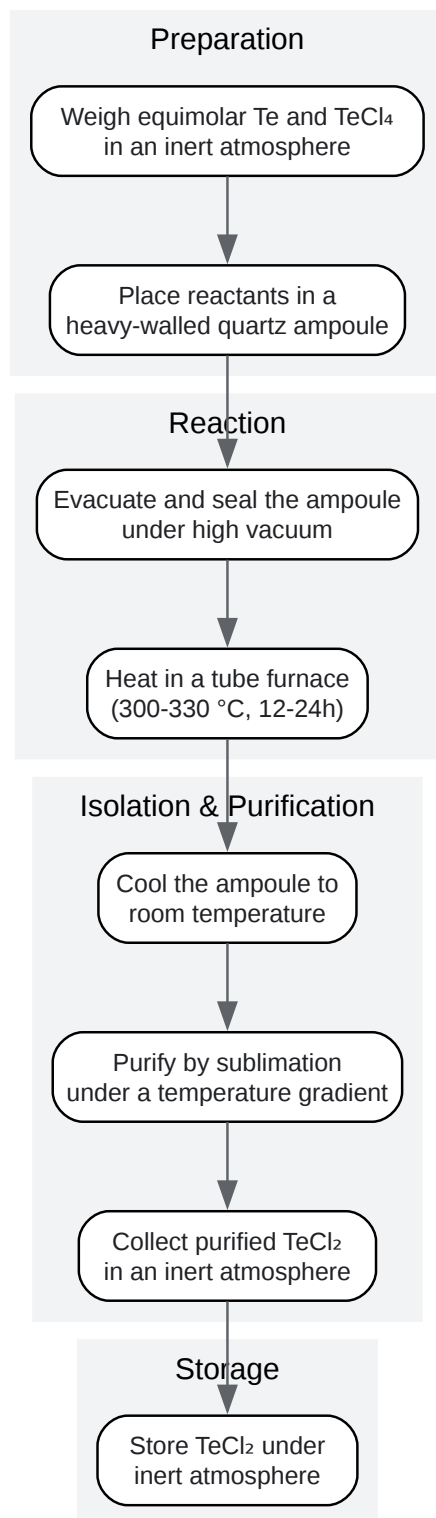 Preparation
Weigh equimolar Te and TeCl₄
in an inert atmosphere
Place reactants in a
heavy-walled quartz ampoule
Reaction
Evacuate and seal the ampoule
under high vacuum
Heat in a tube furnace
(300-330 °C, 12-24h)
Isolation & Purification
Cool the ampoule to
room temperature
Purify by sublimation
under a temperature gradient
Collect purified TeCl₂
in an inert atmosphere
Storage
Store TeCl₂ under
inert atmosphere